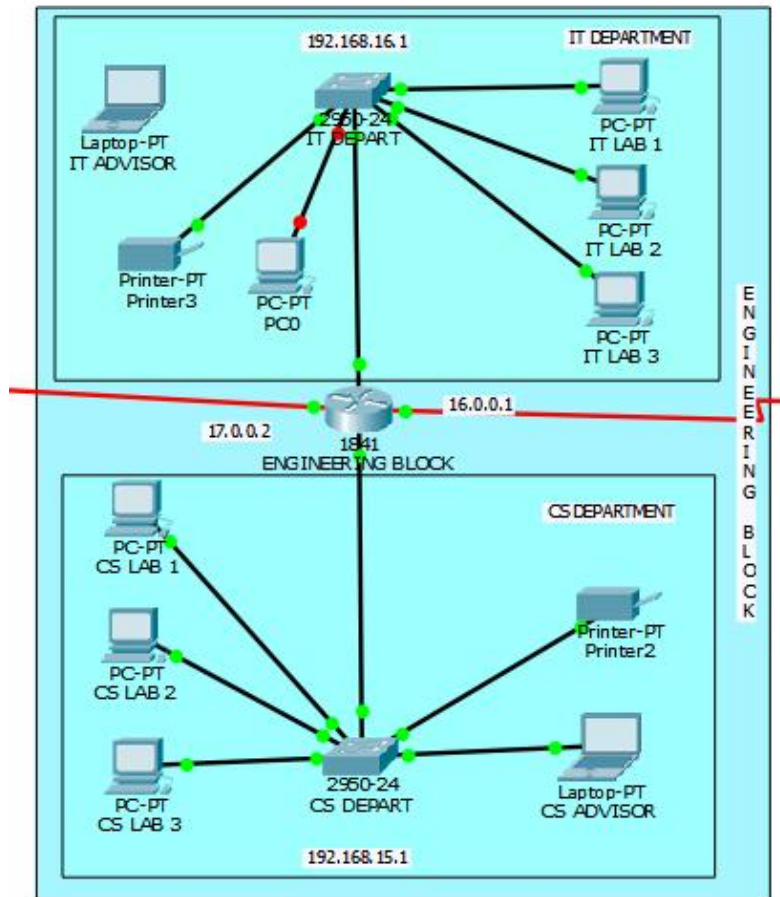 192.168.16.1
IT DEPARTMENT
Laptop-PT
IT ADVISOR
2950-24
IT DEPART
PC-PT
IT LAB 1
PC-PT
IT LAB 2
Printer-PT
Printer3
PC-PT
PC0
PC-PT
IT LAB 3
17.0.0.2
16.0.0.1
1841
ENGINEERING BLOCK
ENGINEERING BLOCK
CS DEPARTMENT
PC-PT
CS LAB 1
PC-PT
CS LAB 2
Printer-PT
Printer2
PC-PT
CS LAB 3
2950-24
CS DEPART
Laptop-PT
CS ADVISOR
192.168.15.1